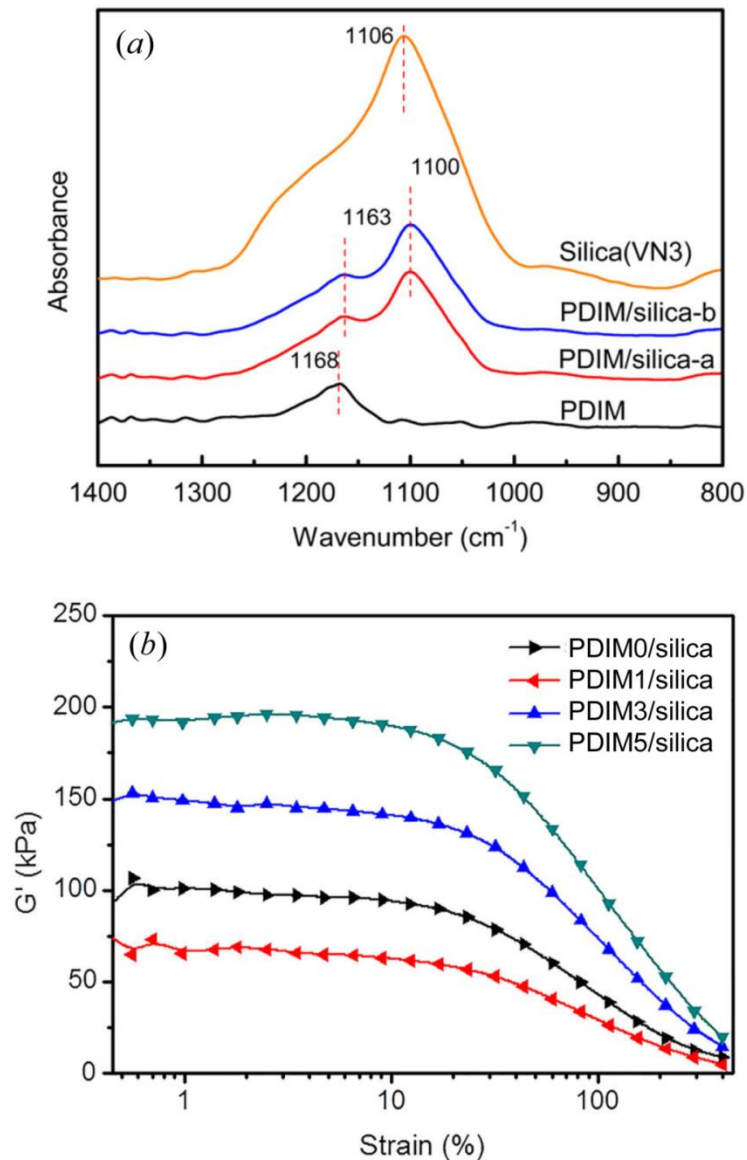 (a)
1106
1100
1163
Silica(VN3)
PDIM/silica-b
PDIM/silica-a
1168
PDIM
Absorbance
1400 1300 1200 1100 1000 900 800
Wavenumber (cm⁻¹)
(b)
250
200
150
100
50
0
G' (kPa)
PDIM0/silica
PDIM1/silica
PDIM3/silica
PDIM5/silica
1 10 100
Strain (%)